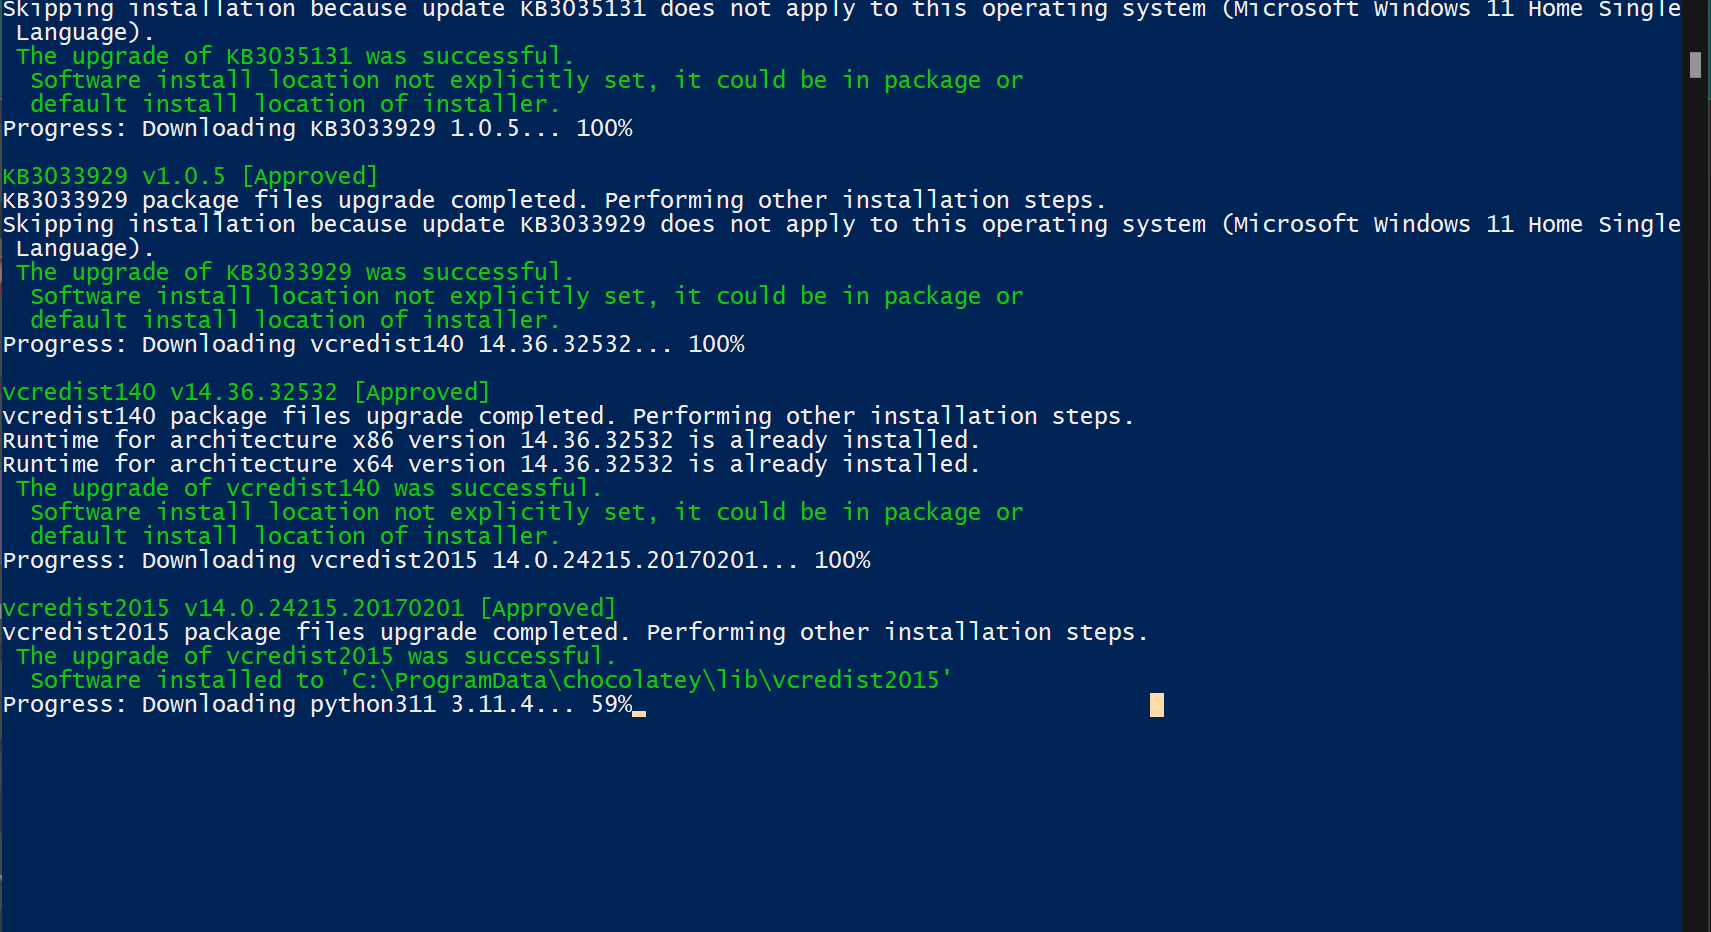 Skipping installation because update KB3035131 does not apply to this operating system (Microsoft Windows 11 Home Single
Language).
The upgrade of KB3035131 was successful.
Software install location not explicitly set, it could be in package or
default install location of installer.
Progress: Downloading KB3033929 1.0.5... 100%
KB3033929 v1.0.5 [Approved]
KB3033929 package files upgrade completed. Performing other installation steps.
Skipping installation because update KB3033929 does not apply to this operating system (Microsoft Windows 11 Home Single
Language).
The upgrade of KB3033929 was successful.
Software install location not explicitly set, it could be in package or
default install location of installer.
Progress: Downloading vcredist140 14.36.32532... 100%
vcredist140 v14.36.32532 [Approved]
vcredist140 package files upgrade completed. Performing other installation steps.
Runtime for architecture x86 version 14.36.32532 is already installed.
Runtime for architecture x64 version 14.36.32532 is already installed.
The upgrade of vcredist140 was successful.
Software install location not explicitly set, it could be in package or
default install location of installer.
Progress: Downloading vcredist2015 14.0.24215.20170201... 100%
vcredist2015 v14.0.24215.20170201 [Approved]
vcredist2015 package files upgrade completed. Performing other installation steps.
The upgrade of vcredist2015 was successful.
Software installed to 'C:\ProgramData\chocolatey\lib\vcredist2015'
Progress: Downloading python311 3.11.4... 59%